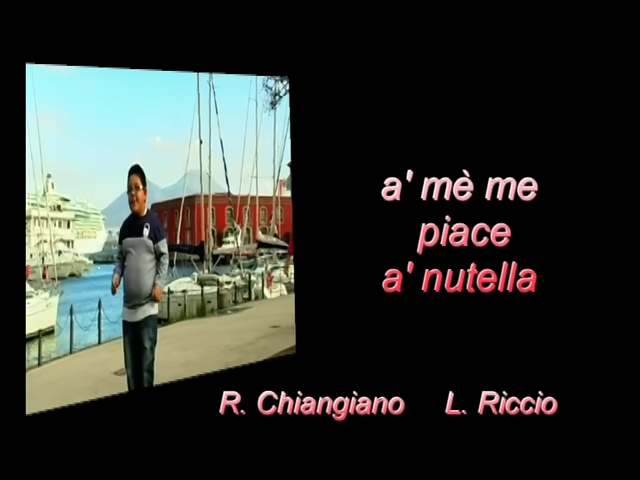 a' mè me
piace
a' nutella
R. Chiangiano L. Riccio